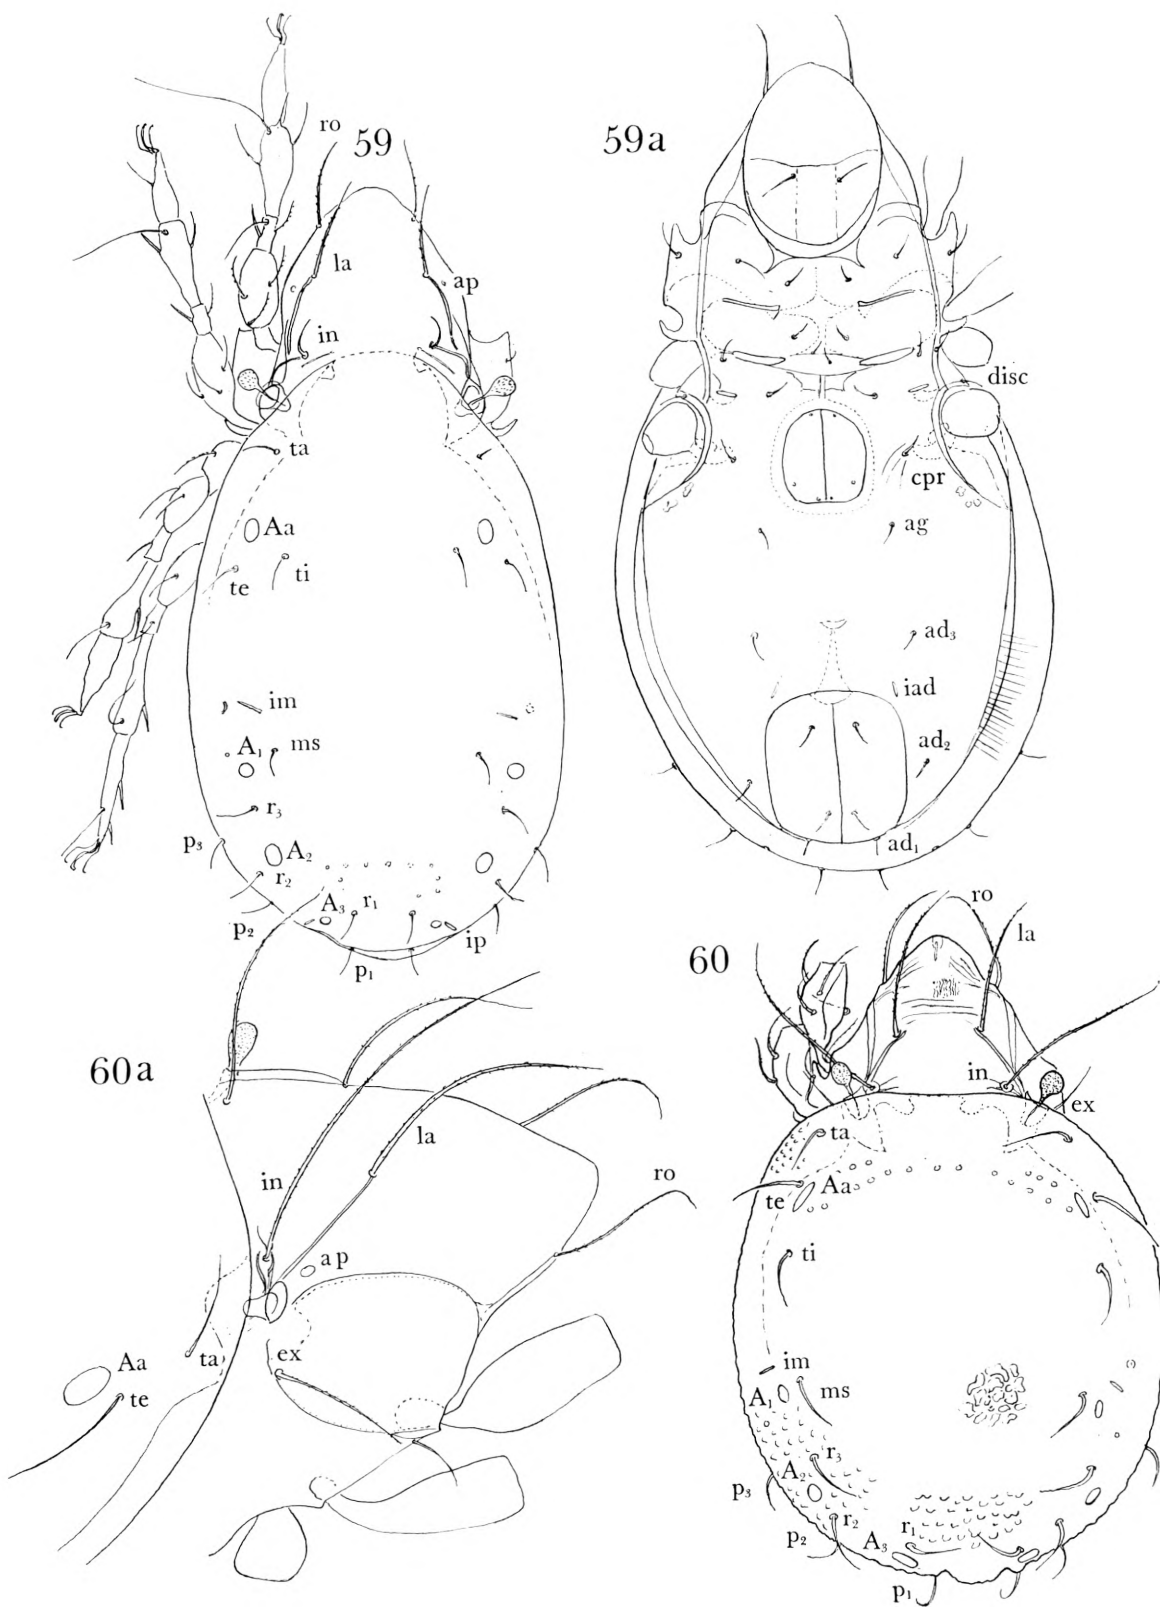 59
ro
la
ap
in
ta
Aa
ti
te
im
A₁ ms
r₃
p₃
A₂
r₂
A₃ r₁
p₂
ip
p₁
59a
disc
cpr
ag
ad₃
iad
ad₂
ad₁
60a
la
in
ro
ap
Aa
ta
ex
te
60
ro
la
in
ex
ta
Aa
te
ti
im
ms
A₁
r₃
A₂
p₃
r₂
r₁
p₂
A₃
p₁